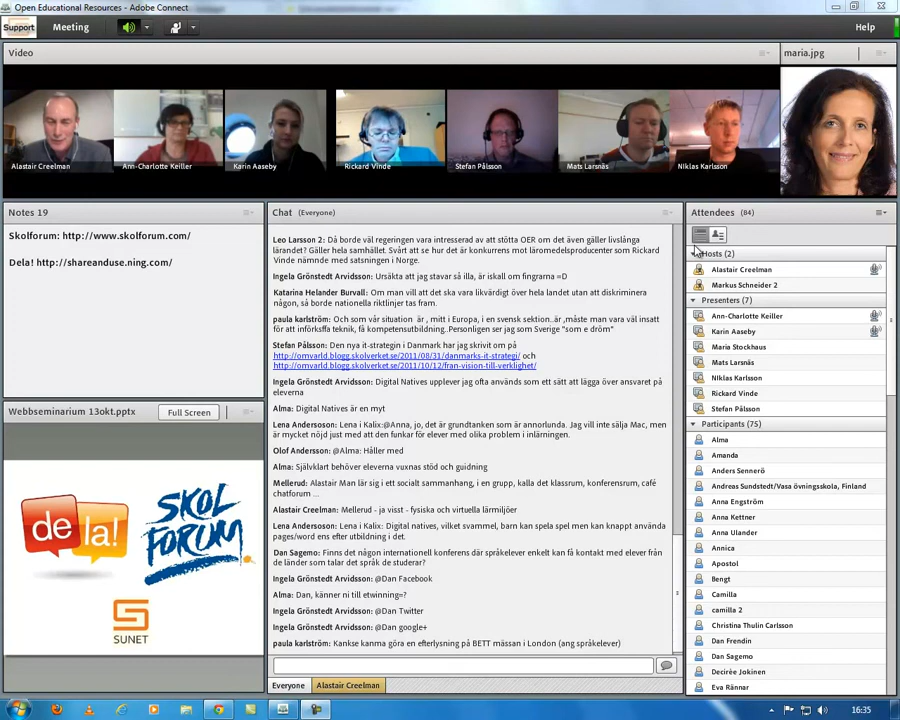 Open Educational Resources - Adobe Connect
Support
Meeting
Help
Video
maria.jpg
Alastair Creelman
Ann-Charlotte Keiller
Karin Aaseby
Rickard Vinde
Stefan Pålsson
Mats Larsnäs
NIklas Karlsson
Notes 19
Skolforum: http://www.skolforum.com/
Dela! http://shareanduse.ning.com/
Webbseminarium 13okt.pptx
Full Screen
de la!
SKOL
FORUM
SUNET
Chat (Everyone)
Leo Larsson 2: Då borde väl regeringen vara intresserad av att stötta OER om det även gäller livslånga
lärandet? Gäller hela samhället. Svårt att se hur det är konkurrens mot läromedelsproducenter som Rickard
Vinde nämnde med satsningen i Norge.
Ingela Grönstedt Arvidsson: Ursäkta att jag stavar så illa, är iskall om fingrarna =D
Katarina Helander Burvall: Om man vill att det ska vara likvärdigt över hela landet utan att diskriminera
någon, så borde nationella riktlinjer tas fram.
paula karlström: Och som vår situation är , mitt i Europa, i en svensk sektion..är ,måste man vara väl insatt
för att införksffa teknik, få kompetensutbildning..Personligen ser jag som Sverige "som e dröm"
Stefan Pålsson: Den nya it-strategin i Danmark har jag skrivit om på
http://omvarld.blogg.skolverket.se/2011/08/31/danmarks-it-strategi/ och
http://omvarld.blogg.skolverket.se/2011/10/12/fran-vision-till-verklighet/
Ingela Grönstedt Arvidsson: Digital Natives upplever jag ofta används som ett sätt att lägga över ansvaret på
eleverna
Alma: Digital Natives är en myt
Lena Andersoson: Lena i Kalix:@Anna, jo, det är grundtanken som är annorlunda. Jag vill inte sälja Mac, men
är mycket nöjd just med att den funkar för elever med olika problem i inlärningen.
Olof Andersson: @Alma: Håller med
Alma: Självklart behöver eleverna vuxnas stöd och guidning
Mellerud: Alastair Man lär sig i ett socialt sammanhang, i en grupp, kalla det klassrum, konferensrum, café
chatforum ...
Alastair Creelman: Mellerud - ja visst - fysiska och virtuella lärmiljöer
Lena Andersoson: Lena i Kalix: Digital natives, vilket svammel, barn kan spela spel men kan knappt använda
pages/word ens efter utbildning i det.
Dan Sagemo: Finns det någon internationell konferens där språkelever enkelt kan få kontakt med elever från
de länder som talar det språk de studerar?
Ingela Grönstedt Arvidsson: @Dan Facebook
Alma: Dan, känner ni till etwinning=?
Ingela Grönstedt Arvidsson: @Dan Twitter
Ingela Grönstedt Arvidsson: @Dan google+
paula karlström: Kankse kanma göra en efterlysning på BETT mässan i London (ang språkelever)
Everyone
Alastair Creelman
Attendees (84)
Hosts (2)
Alastair Creelman
Markus Schneider 2
Presenters (7)
Ann-Charlotte Keiller
Karin Aaseby
Maria Stockhaus
Mats Larsnäs
NIklas Karlsson
Rickard Vinde
Stefan Pålsson
Participants (75)
Alma
Amanda
Anders Sennerö
Andreas Sundstedt/Vasa övningsskola, Finland
Anna Engström
Anna Kettner
Anna Ulander
Annica
Apostol
Bengt
Camilla
camilla 2
Christina Thulin Carlsson
Dan Frendin
Dan Sagemo
Decirée Jokinen
Eva Rännar
16:35